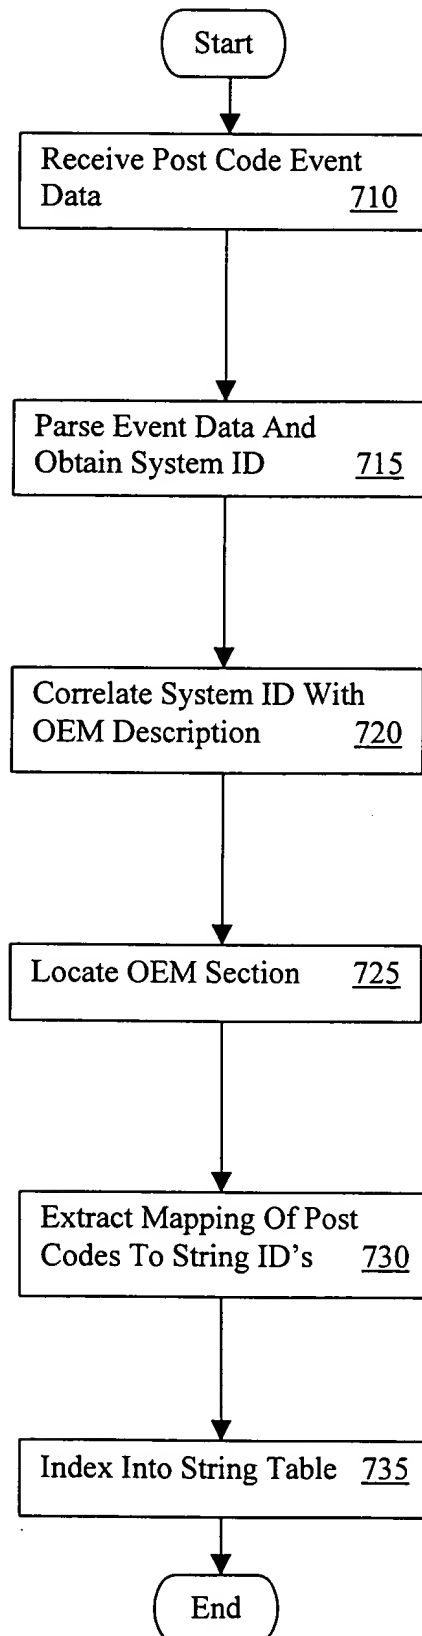 Start
Receive Post Code Event
Data 710
Parse Event Data And
Obtain System ID 715
Correlate System ID With
OEM Description 720
Locate OEM Section 725
Extract Mapping Of Post
Codes To String ID's 730
Index Into String Table 735
End